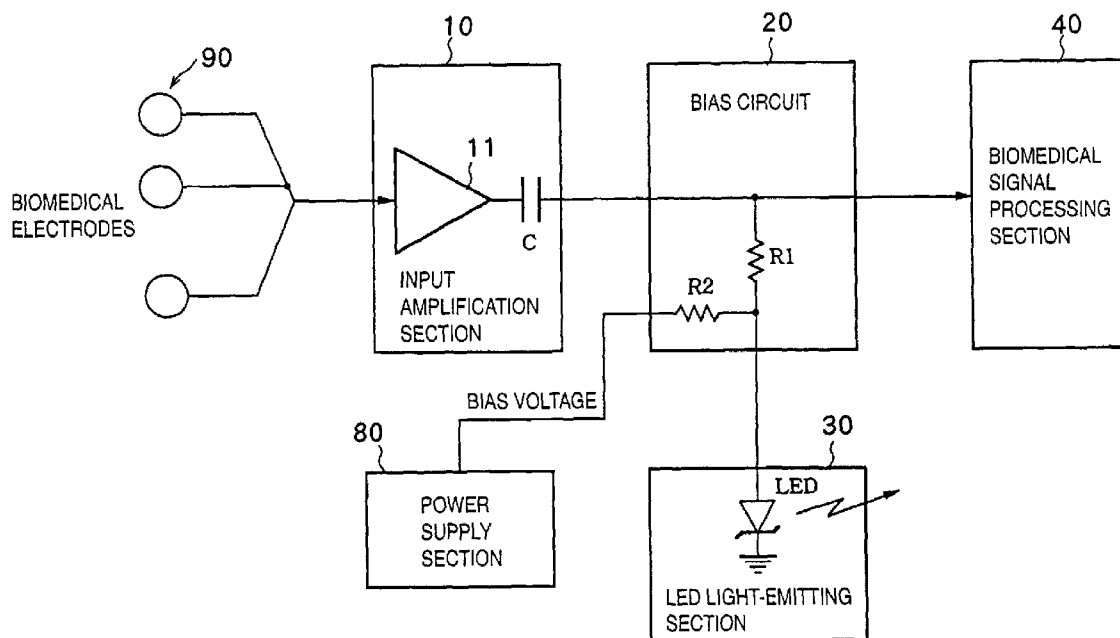 10
20
40
90
BIAS CIRCUIT
11
BIOMEDICAL
SIGNAL
PROCESSING
SECTION
BIOMEDICAL
ELECTRODES
C
R1
INPUT
AMPLIFICATION
SECTION
R2
BIAS VOLTAGE
80
30
POWER
SUPPLY
SECTION
LED
LED LIGHT-EMITTING
SECTION